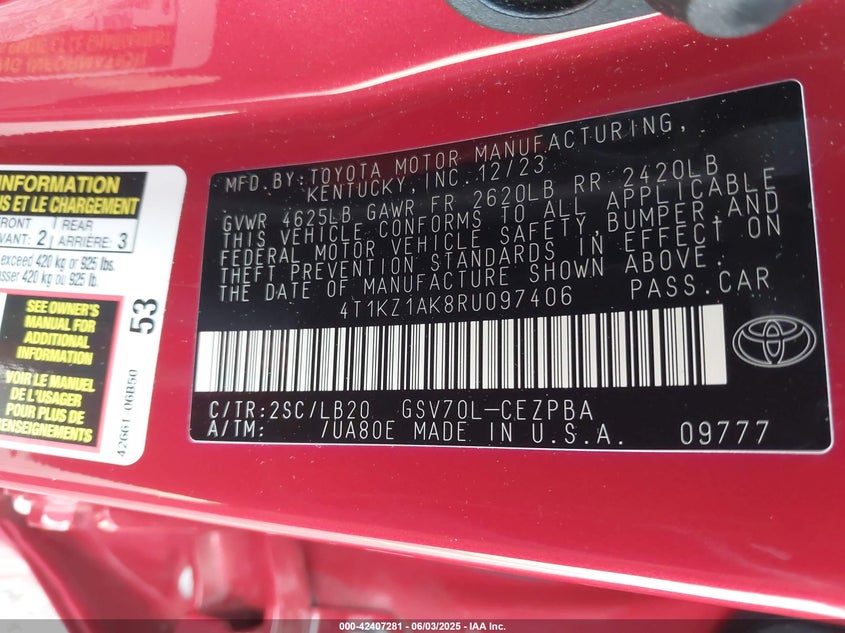 INFORMATION
S ET LE CHARGEMENT
FRONT
REAR
VANT: 2
ARRIÈRE: 3
exceed 420 kg or 925 lbs.
asser 420 kg ou 925 lb.
SEE OWNER'S
MANUAL FOR
ADDITIONAL
INFORMATION
VOIR LE MANUEL
DE L'USAGER
POUR PLUS DE
RENSEIGNEMENTS
53
42661 06B50
MFD.BY:TOYOTA MOTOR MANUFACTURING,
KENTUCKY,INC.12/23
GVWR 4625LB GAWR FR 2620LB RR 2420LB
THIS VEHICLE CONFORMS TO ALL APPLICABLE
FEDERAL MOTOR VEHICLE SAFETY,BUMPER,AND
THEFT PREVENTION STANDARDS IN EFFECT ON
THE DATE OF MANUFACTURE SHOWN ABOVE.
4T1KZ1AK8RU097406 PASS.CAR
C/TR:2SC/LB20 GSV70L-CEZPBA
A/TM: /UA80E MADE IN U.S.A. 09777
000-42407281 - 06/03/2025 - IAA Inc.